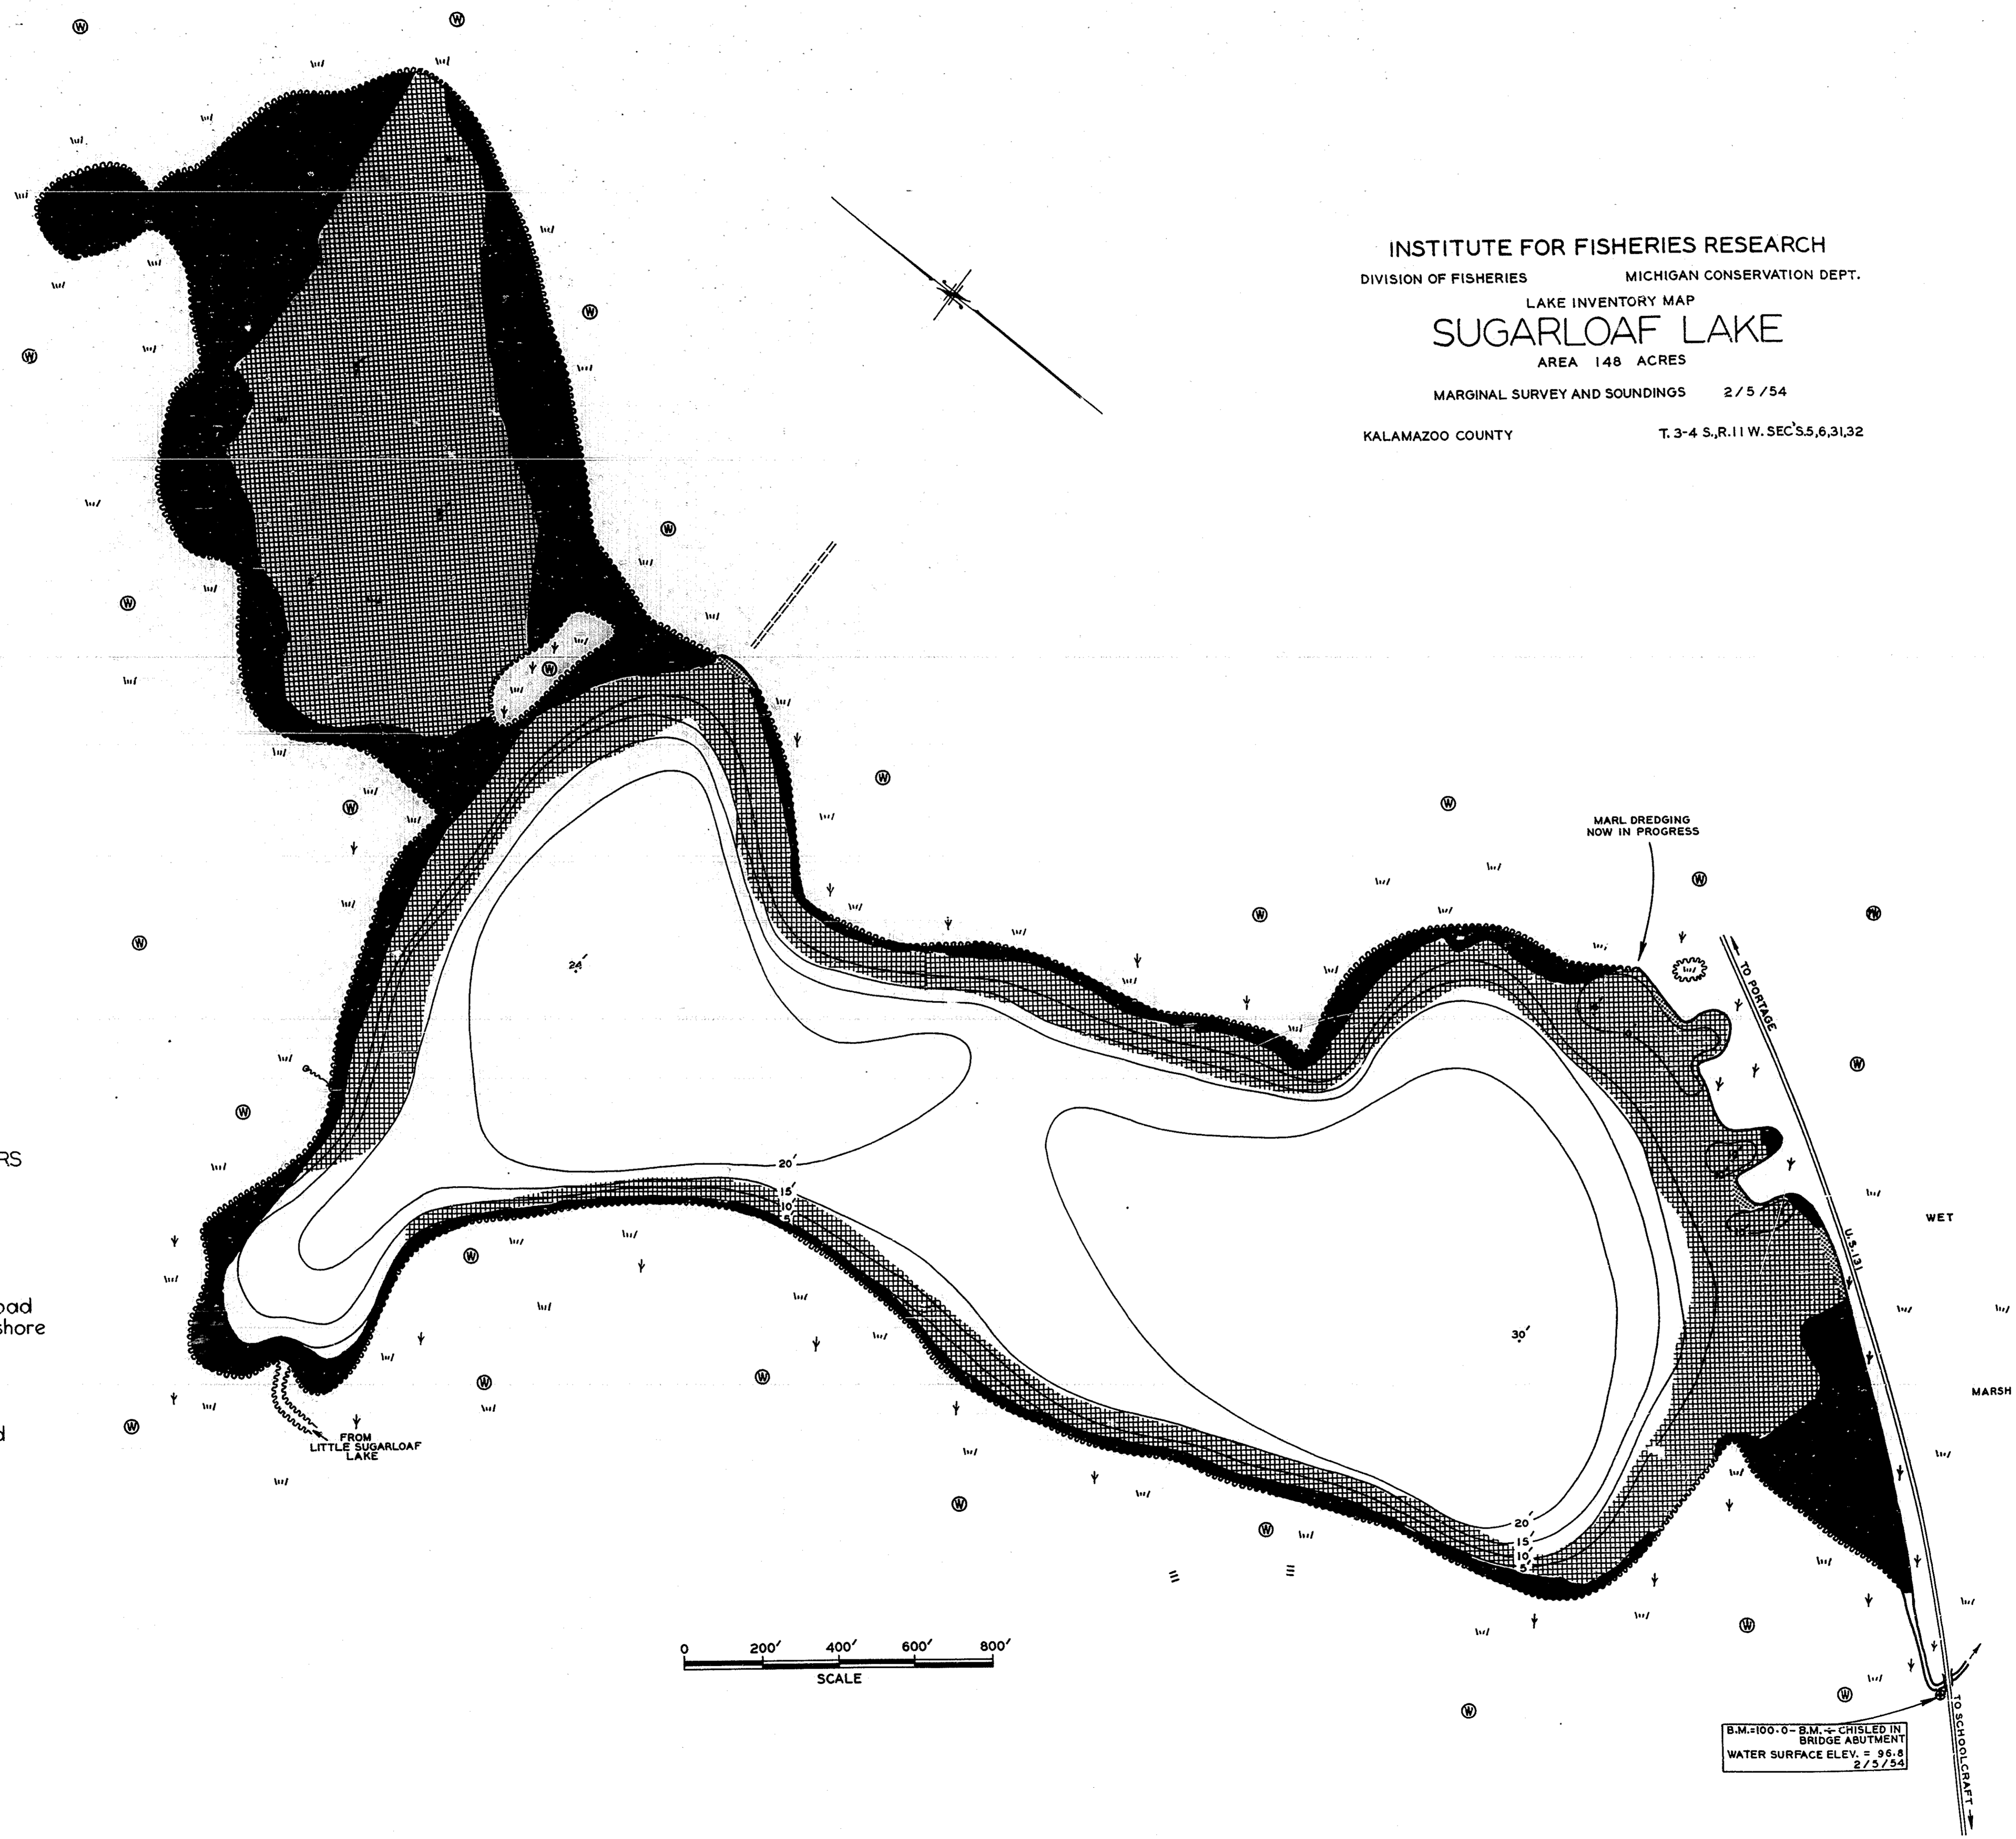 INSTITUTE FOR FISHERIES RESEARCH
DIVISION OF FISHERIES MICHIGAN CONSERVATION DEPT.
LAKE INVENTORY MAP
SUGARLOAF LAKE
AREA 148 ACRES
MARGINAL SURVEY AND SOUNDINGS 2/5/54
KALAMAZOO COUNTY T. 3-4 S.,R.11 W. SEC'S.5,6,31,32
MARL DREDGING
NOW IN PROGRESS
TO PORTAGE
24'
RS
20'
15'
10'
5'
U.S.131
WET
oad
shore
30'
MARSH
d
FROM
LITTLE SUGARLOAF
LAKE
20'
15'
10'
5'
0 200' 400' 600' 800'
SCALE
B.M.=100.0-B.M. ÷ CHISLED IN
BRIDGE ABUTMENT
WATER SURFACE ELEV. = 96.8
2/5/54
TO SCHOOLCRAFT